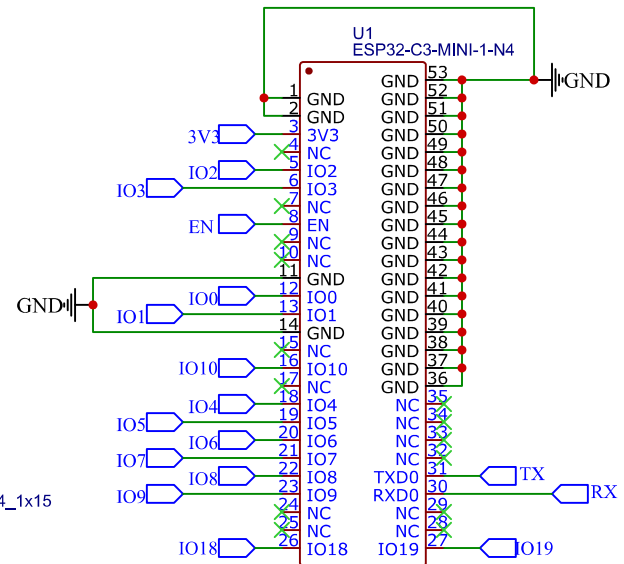 U1
ESP32-C3-MINI-1-N4
1 GND GND 53 GND
2 GND GND 52
3V3 3 3V3 GND 51
4 NC GND 50
IO2 5 IO2 GND 49
IO3 6 IO3 GND 48
7 NC GND 47
EN 8 EN GND 46
9 NC GND 45
10 NC GND 44
11 GND GND 43
IO0 12 IO0 GND 42
GND IO1 13 IO1 GND 41
14 GND GND 40
15 NC GND 39
IO10 16 IO10 GND 38
17 NC GND 37
IO4 18 IO4 GND 36
IO5 19 IO5 NC 35
IO6 20 IO6 NC 34
IO7 21 IO7 NC 33
IO8 22 IO8 NC 32
IO9 23 IO9 TXD0 31 TX
4_1x15
24 NC RXD0 30 RX
25 NC NC 29
IO18 26 IO18 NC 28
IO19 27 IO19